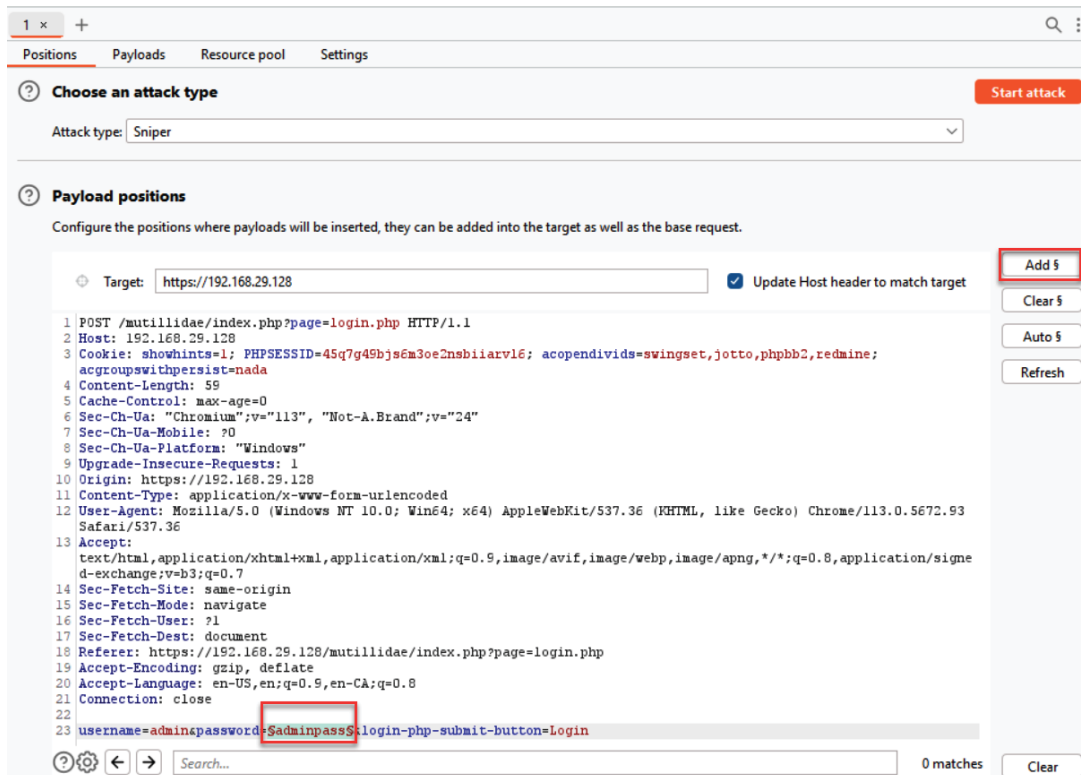 1 × +
Positions Payloads Resource pool Settings
? Choose an attack type
Start attack
Attack type: Sniper
? Payload positions
Configure the positions where payloads will be inserted, they can be added into the target as well as the base request.
Target: https://192.168.29.128
Update Host header to match target
Add §
Clear §
Auto §
Refresh
1 POST /mutillidae/index.php?page=login.php HTTP/1.1
2 Host: 192.168.29.128
3 Cookie: showhints=1; PHPSESSID=45q7g49bjs6m3oe2nsbiiarvl6; acopendivids=swingset,jotto,phpbb2,redmine;
acgroupswithpersist=nada
4 Content-Length: 59
5 Cache-Control: max-age=0
6 Sec-Ch-Ua: "Chromium";v="113", "Not-A.Brand";v="24"
7 Sec-Ch-Ua-Mobile: ?0
8 Sec-Ch-Ua-Platform: "Windows"
9 Upgrade-Insecure-Requests: 1
10 Origin: https://192.168.29.128
11 Content-Type: application/x-www-form-urlencoded
12 User-Agent: Mozilla/5.0 (Windows NT 10.0; Win64; x64) AppleWebKit/537.36 (KHTML, like Gecko) Chrome/113.0.5672.93
Safari/537.36
13 Accept:
text/html,application/xhtml+xml,application/xml;q=0.9,image/avif,image/webp,image/apng,*/*;q=0.8,application/signe
d-exchange;v=b3;q=0.7
14 Sec-Fetch-Site: same-origin
15 Sec-Fetch-Mode: navigate
16 Sec-Fetch-User: ?1
17 Sec-Fetch-Dest: document
18 Referer: https://192.168.29.128/mutillidae/index.php?page=login.php
19 Accept-Encoding: gzip, deflate
20 Accept-Language: en-US,en;q=0.9,en-CA;q=0.8
21 Connection: close
22
23 username=admin&password=§adminpass§&login-php-submit-button=Login
? Search... 0 matches Clear